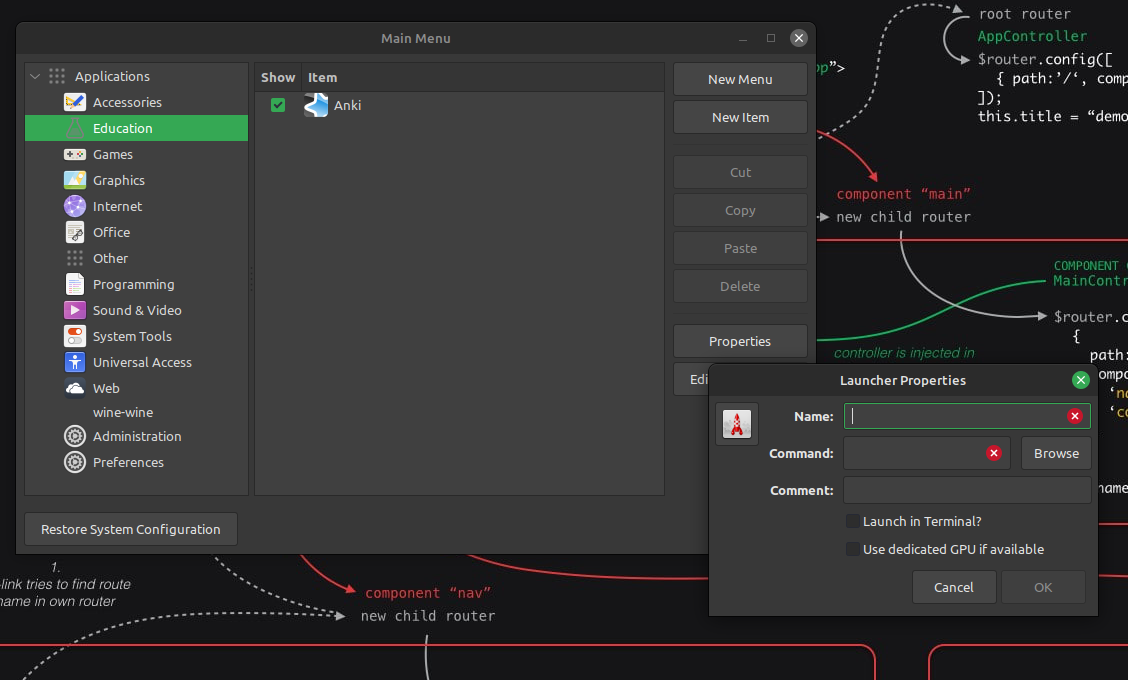 root router
AppController
$router.config([
{ path:’/‘, comp
]);
this.title = “demo
pp”>
Main Menu
Applications
Accessories
Education
Games
Graphics
Internet
Office
Other
Programming
Sound & Video
System Tools
Universal Access
Web
wine-wine
Administration
Preferences
Show Item
Anki
New Menu
New Item
Cut
Copy
Paste
Delete
Properties
Edi
Restore System Configuration
component “main”
new child router
COMPONENT
MainContr
$router.c
{
path:
compo
‘na
‘co
name
controller is injected in
Launcher Properties
Name:
Command:
Browse
Comment:
Launch in Terminal?
Use dedicated GPU if available
Cancel
OK
1.
-link tries to find route
name in own router
component “nav”
new child router